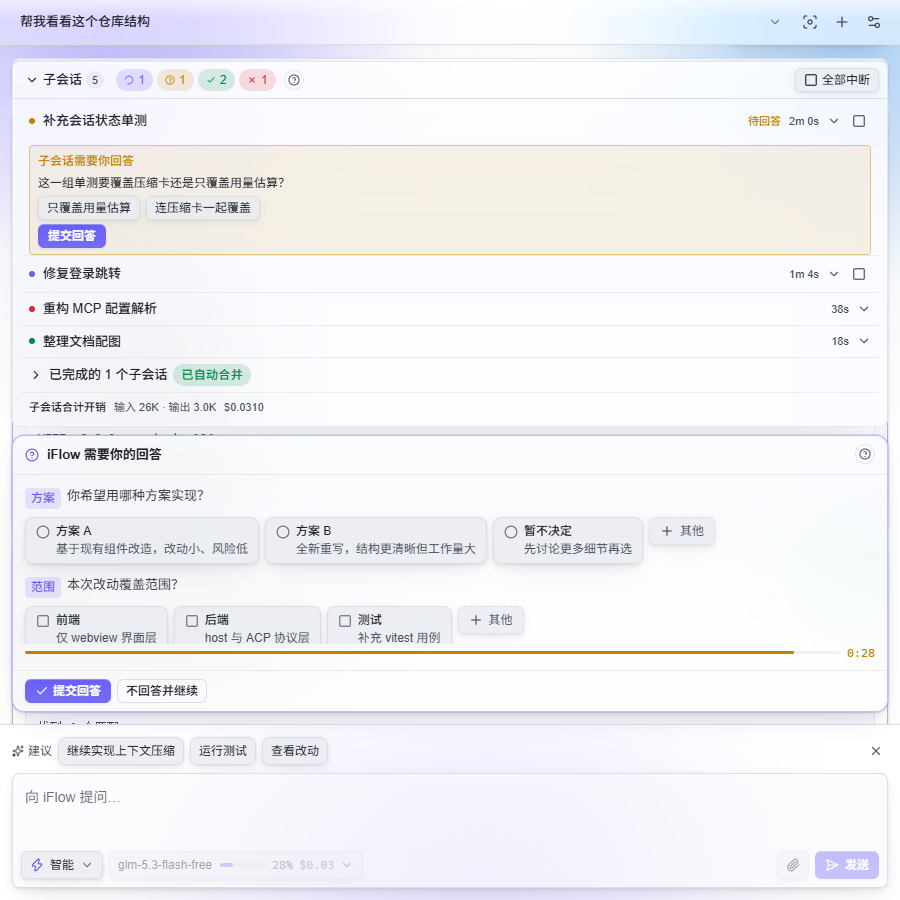 帮我看看这个仓库结构
子会话 5 1 1 2 1 全部中断
补充会话状态单测 待回答 2m 0s
子会话需要你回答
这一组单测要覆盖压缩卡还是只覆盖用量估算?
只覆盖用量估算 连压缩卡一起覆盖
提交回答
修复登录跳转 1m 4s
重构 MCP 配置解析 38s
整理文档配图 18s
已完成的 1 个子会话 已自动合并
子会话合计开销 输入 26K · 输出 3.0K $0.0310
iFlow 需要你的回答
方案 你希望用哪种方案实现?
方案 A 方案 B 暂不决定 其他
基于现有组件改造，改动小、风险低 全新重写，结构更清晰但工作量大 先讨论更多细节再选
范围 本次改动覆盖范围?
前端 后端 测试 其他
仅 webview 界面层 host 与 ACP 协议层 补充 vitest 用例
0:28
提交回答 不回答并继续
建议 继续实现上下文压缩 运行测试 查看改动
向 iFlow 提问…
智能 glm-5.3-flash-free 28% $0.03 发送